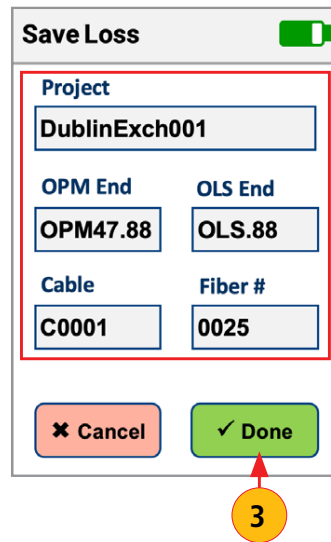 Save Loss
Project
DublinExch001
OPM End OLS End
OPM47.88 OLS.88
Cable Fiber #
C0001 0025
✖ Cancel ✓ Done
3